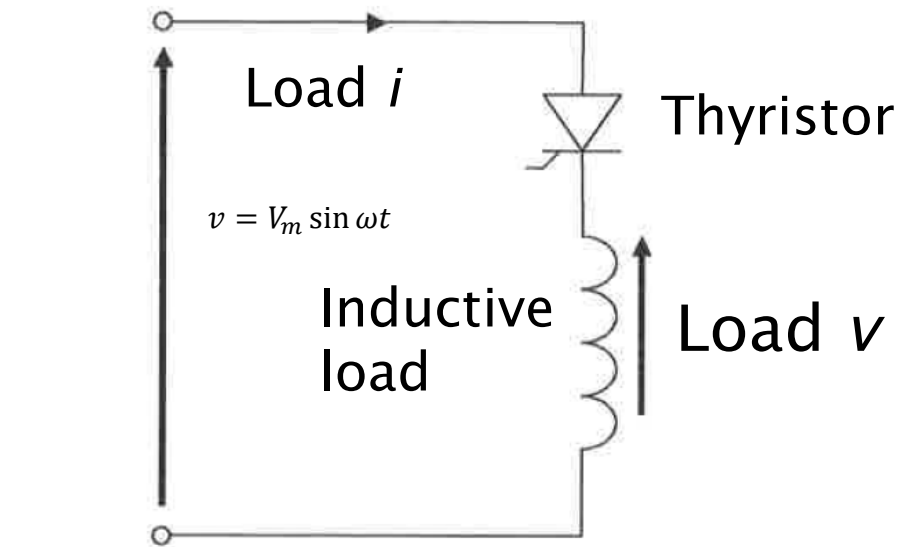 Load i
Thyristor
v = V_m sin ωt
Inductive
load
Load v